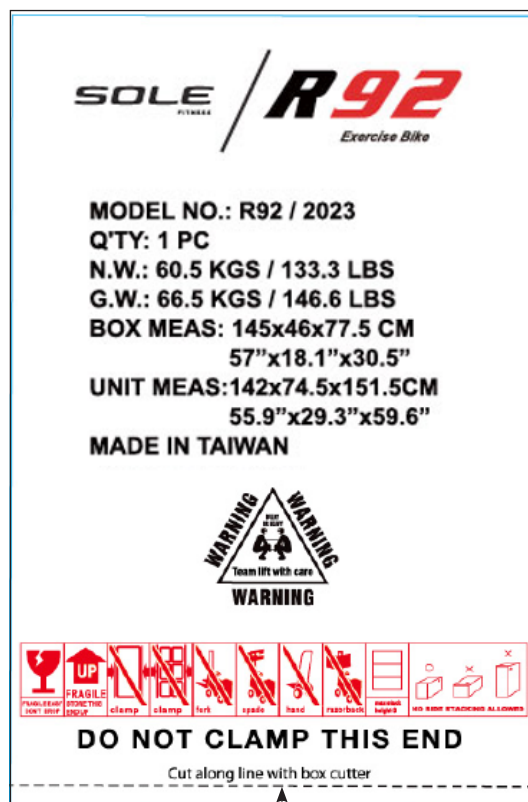 SOLE
FITNESS
R92
Exercise Bike
MODEL NO.: R92 / 2023
Q'TY: 1 PC
N.W.: 60.5 KGS / 133.3 LBS
G.W.: 66.5 KGS / 146.6 LBS
BOX MEAS: 145x46x77.5 CM
57”x18.1”x30.5”
UNIT MEAS:142x74.5x151.5CM
55.9”x29.3”x59.6”
MADE IN TAIWAN
WARNING
WARNING
Team lift with care
WARNING
UP
FRAGILE
STORE THIS
END UP
clamp
clamp
fork
spade
hand
razorback
NO SIDE STACKING ALLOWED
DO NOT CLAMP THIS END
Cut along line with box cutter